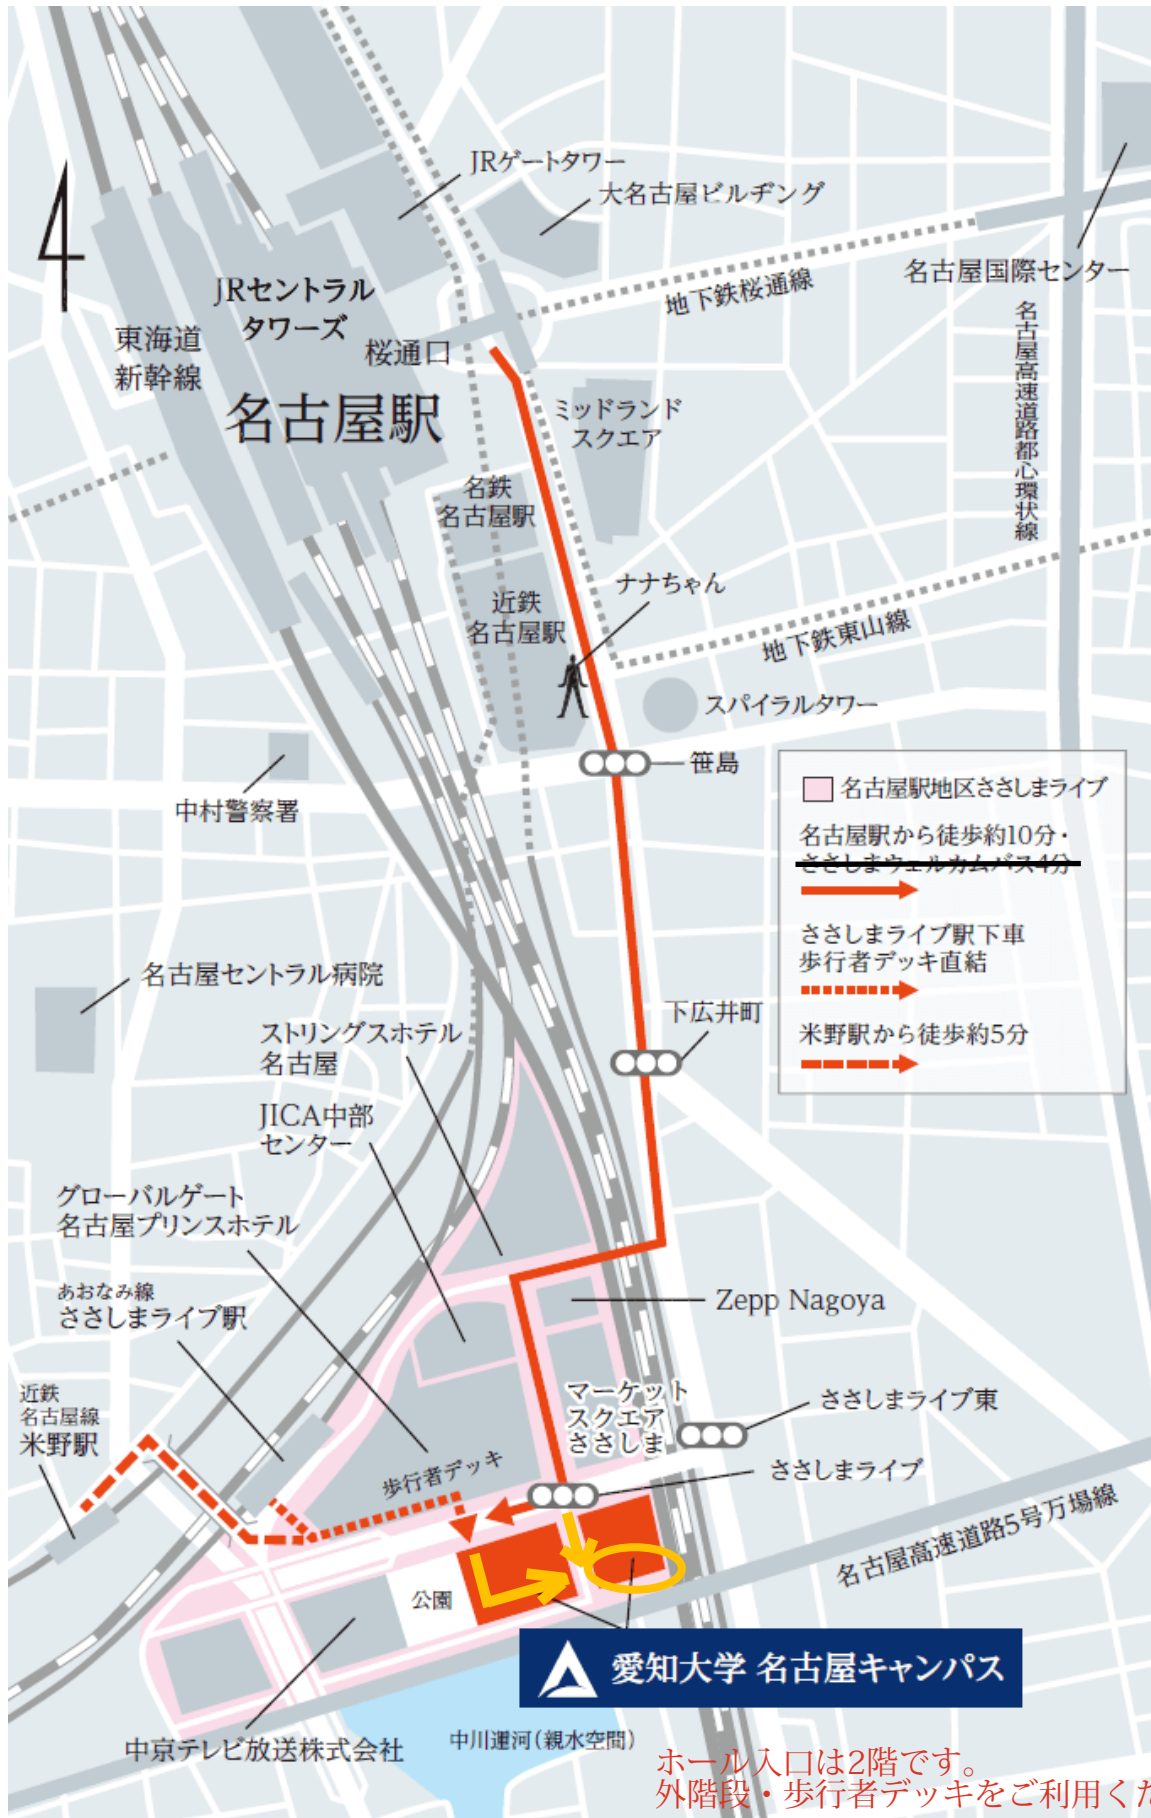 JRゲートタワー
大名古屋ビルヂング
名古屋国際センター
地下鉄桜通線
JRセントラル
タワーズ
東海道
新幹線
桜通口
名古屋駅
名古屋高速道路都心環状線
ミッドランド
スクエア
名鉄
名古屋駅
ナナちゃん
近鉄
名古屋駅
地下鉄東山線
スパイラルタワー
笹島
中村警察署
名古屋駅地区ささしまライブ
名古屋駅から徒歩約10分・
ささしまウェルカムバス4分
ささしまライブ駅下車
歩行者デッキ直結
米野駅から徒歩約5分
名古屋セントラル病院
下広井町
ストリングスホテル
名古屋
JICA中部
センター
グローバルゲート
名古屋プリンスホテル
あおなみ線
ささしまライブ駅
Zepp Nagoya
近鉄
名古屋線
米野駅
マーケット
スクエア
ささしま
ささしまライブ東
歩行者デッキ
ささしまライブ
名古屋高速道路5号万場線
公園
愛知大学 名古屋キャンパス
中京テレビ放送株式会社
中川運河(親水空間)
ホール入口は2階です。
外階段・歩行者デッキをご利用くだ